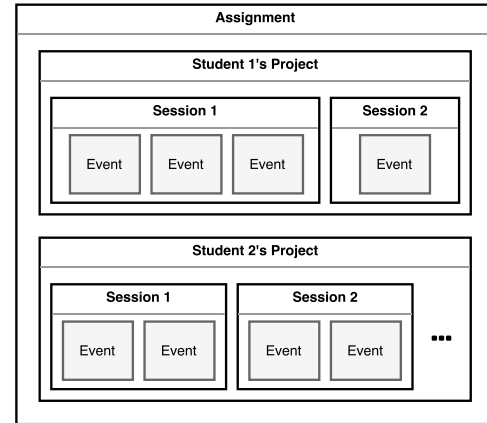 Assignment
Student 1's Project
Session 1
Session 2
Event Event Event Event
Student 2's Project
Session 1
Session 2
Event Event Event Event
...